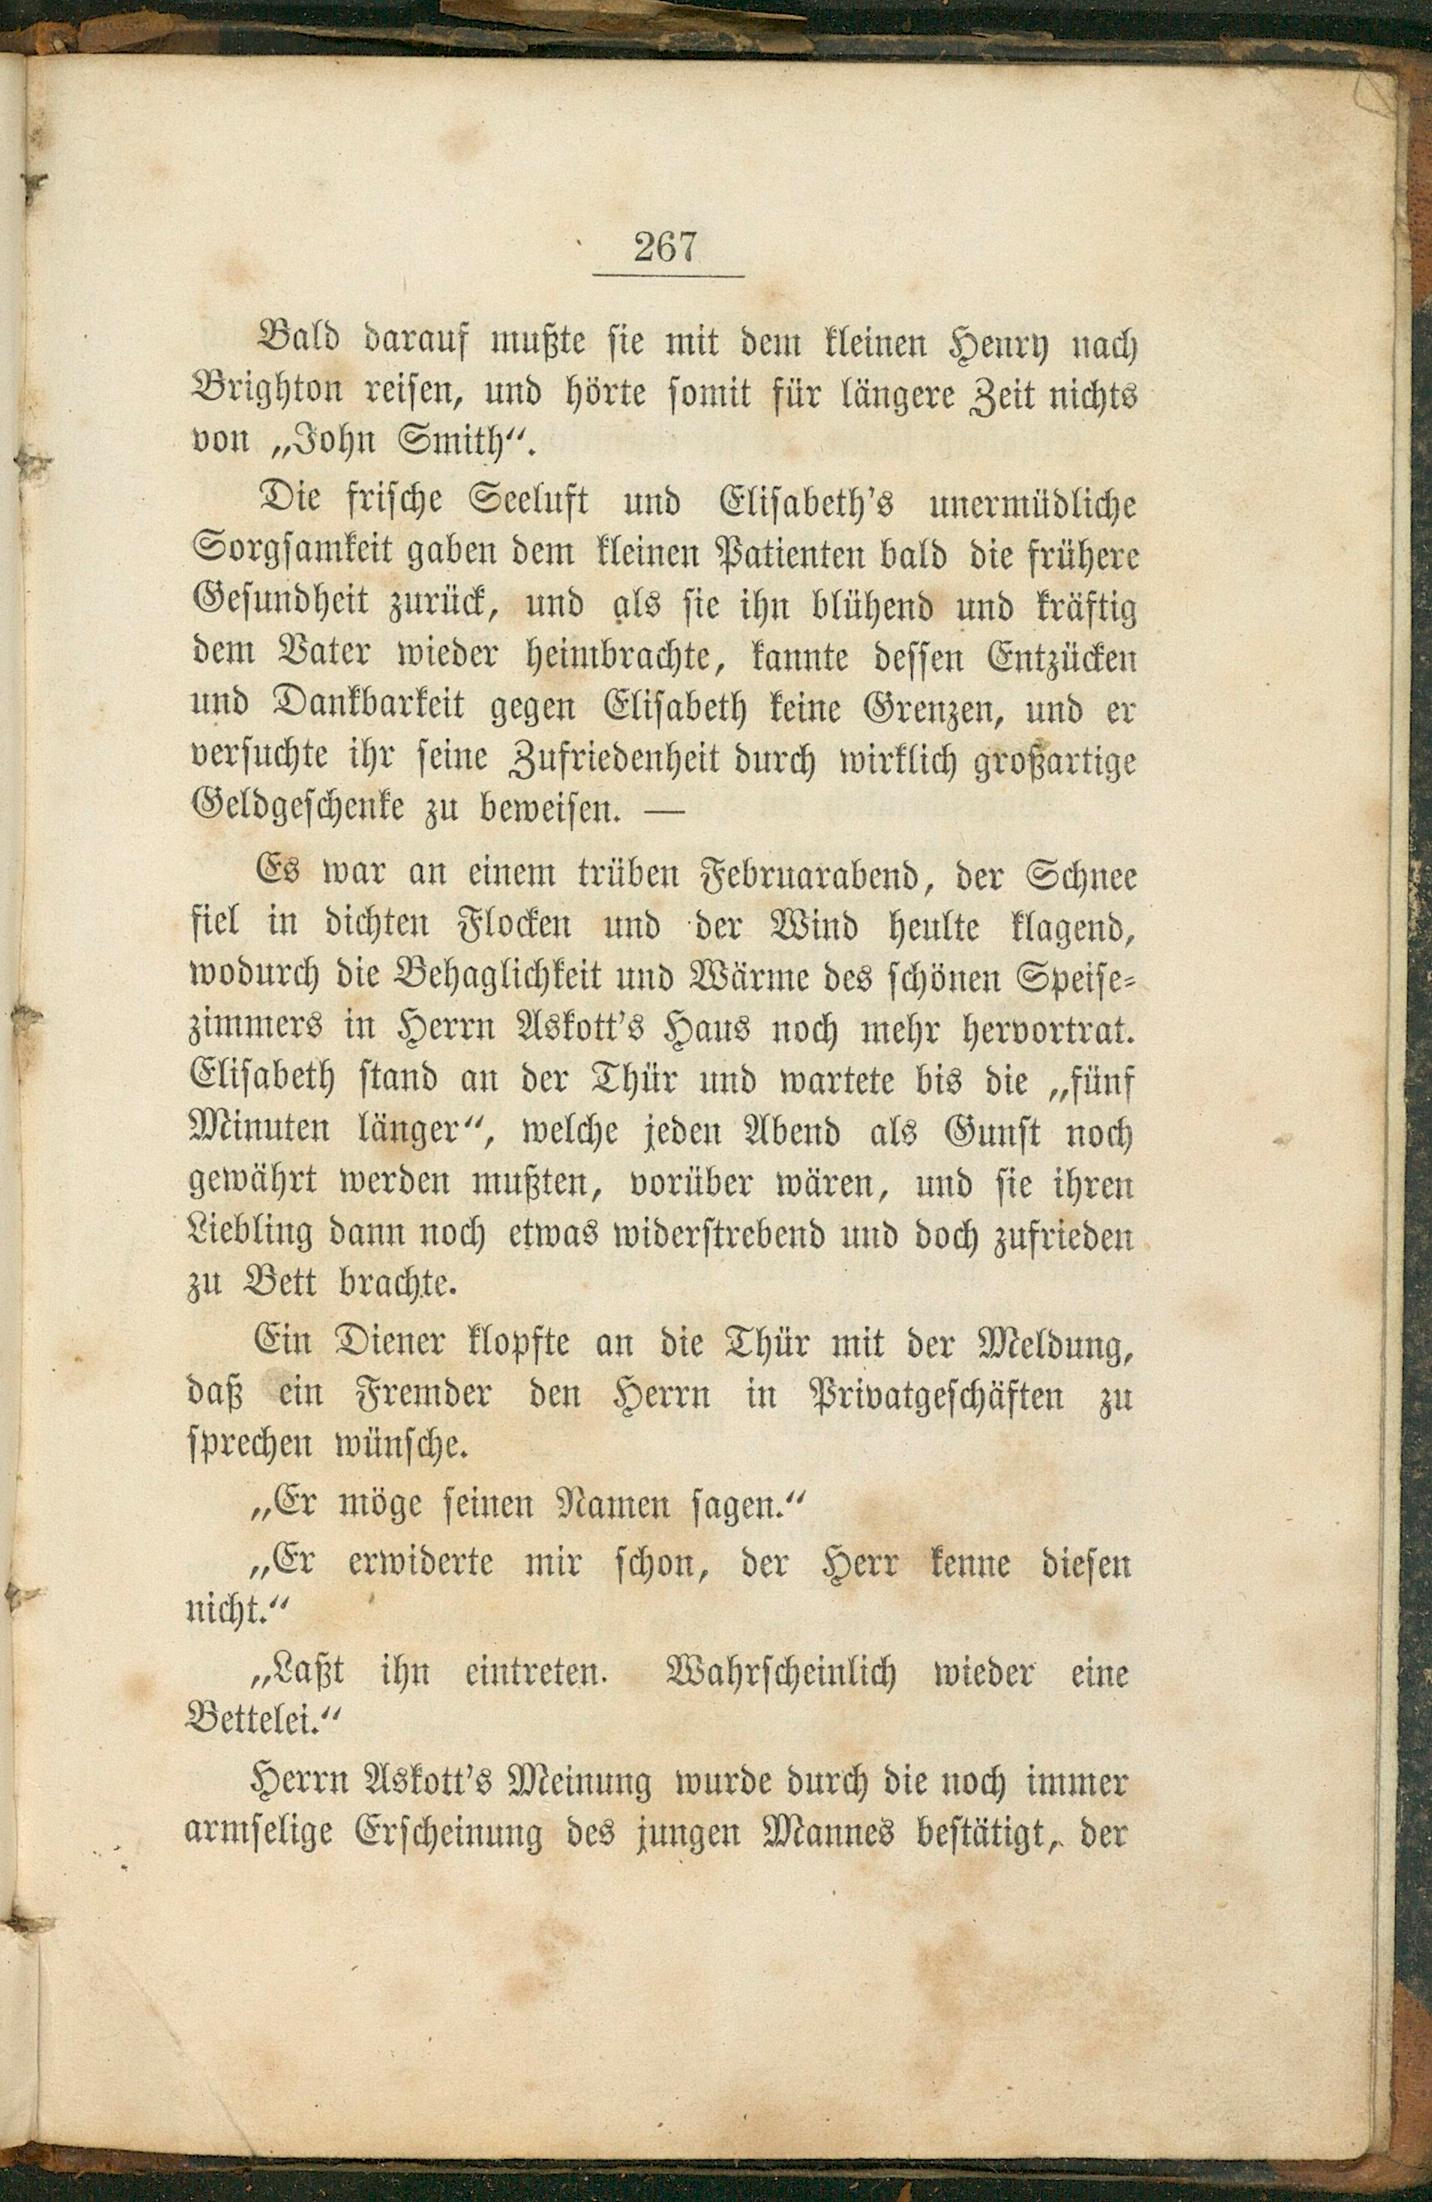 267
Bald darauf mußte sie mit dem kleinen Henry nach
Brighton reisen, und hörte somit für längere Zeit nichts
von „John Smith“.
Die frische Seeluft und Elisabeth's unermüdliche
Sorgsamkeit gaben dem kleinen Patienten bald die frühere
Gesundheit zurück, und als sie ihn blühend und kräftig
dem Vater wieder heimbrachte, kannte dessen Entzücken
und Dankbarkeit gegen Elisabeth keine Grenzen, und er
versuchte ihr seine Zufriedenheit durch wirklich großartige
Geldgeschenke zu beweisen. —
Es war an einem trüben Februarabend, der Schnee
fiel in dichten Flocken und der Wind heulte klagend,
wodurch die Behaglichkeit und Wärme des schönen Speise-
zimmers in Herrn Askott's Haus noch mehr hervortrat.
Elisabeth stand an der Thür und wartete bis die „fünf
Minuten länger“, welche jeden Abend als Gunst noch
gewährt werden mußten, vorüber wären, und sie ihren
Liebling dann noch etwas widerstrebend und doch zufrieden
zu Bett brachte.
Ein Diener klopfte an die Thür mit der Meldung,
daß ein Fremder den Herrn in Privatgeschäften zu
sprechen wünsche.
„Er möge seinen Namen sagen.“
„Er erwiderte mir schon, der Herr kenne diesen
nicht.“
„Laßt ihn eintreten. Wahrscheinlich wieder eine
Bettelei.“
Herrn Askott's Meinung wurde durch die noch immer
armselige Erscheinung des jungen Mannes bestätigt, der